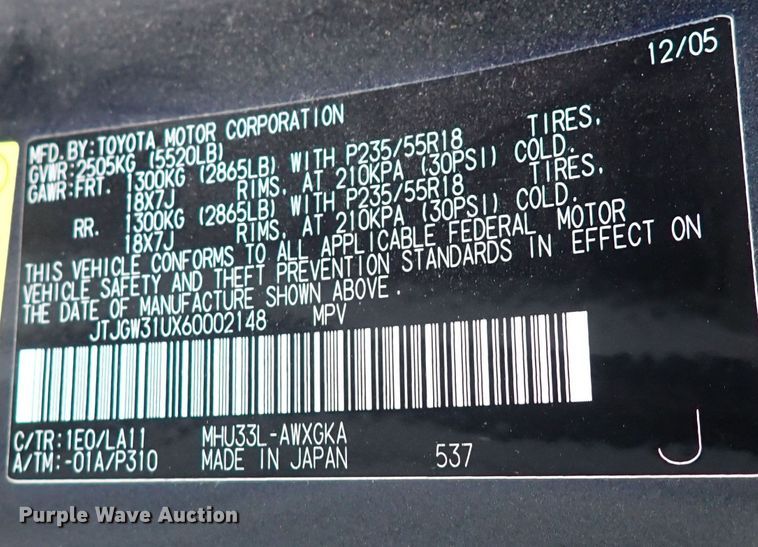 12/05
MFD.BY:TOYOTA MOTOR CORPORATION
GVWR:2505KG (5520LB)
GAWR:FRT. 1300KG (2865LB) WITH P235/55R18 TIRES,
18X7J RIMS, AT 210KPA (30PSI) COLD.
RR. 1300KG (2865LB) WITH P235/55R18 TIRES,
18X7J RIMS, AT 210KPA (30PSI) COLD.
THIS VEHICLE CONFORMS TO ALL APPLICABLE FEDERAL MOTOR
VEHICLE SAFETY AND THEFT PREVENTION STANDARDS IN EFFECT ON
THE DATE OF MANUFACTURE SHOWN ABOVE.
JTJGW31UX60002148 MPV
C/TR:1E0/LA11 MHU33L-AWXGKA
A/TM:-01A/P310 MADE IN JAPAN 537 J
Purple Wave Auction